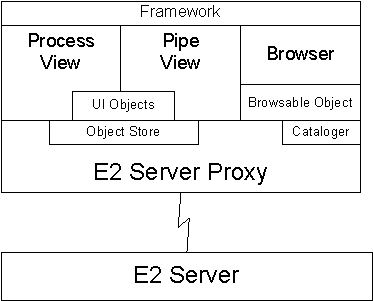 Framework
Process
View
Pipe
View
Browser
UI Objects
Browsable Object
Object Store
Cataloger
E2 Server Proxy
E2 Server